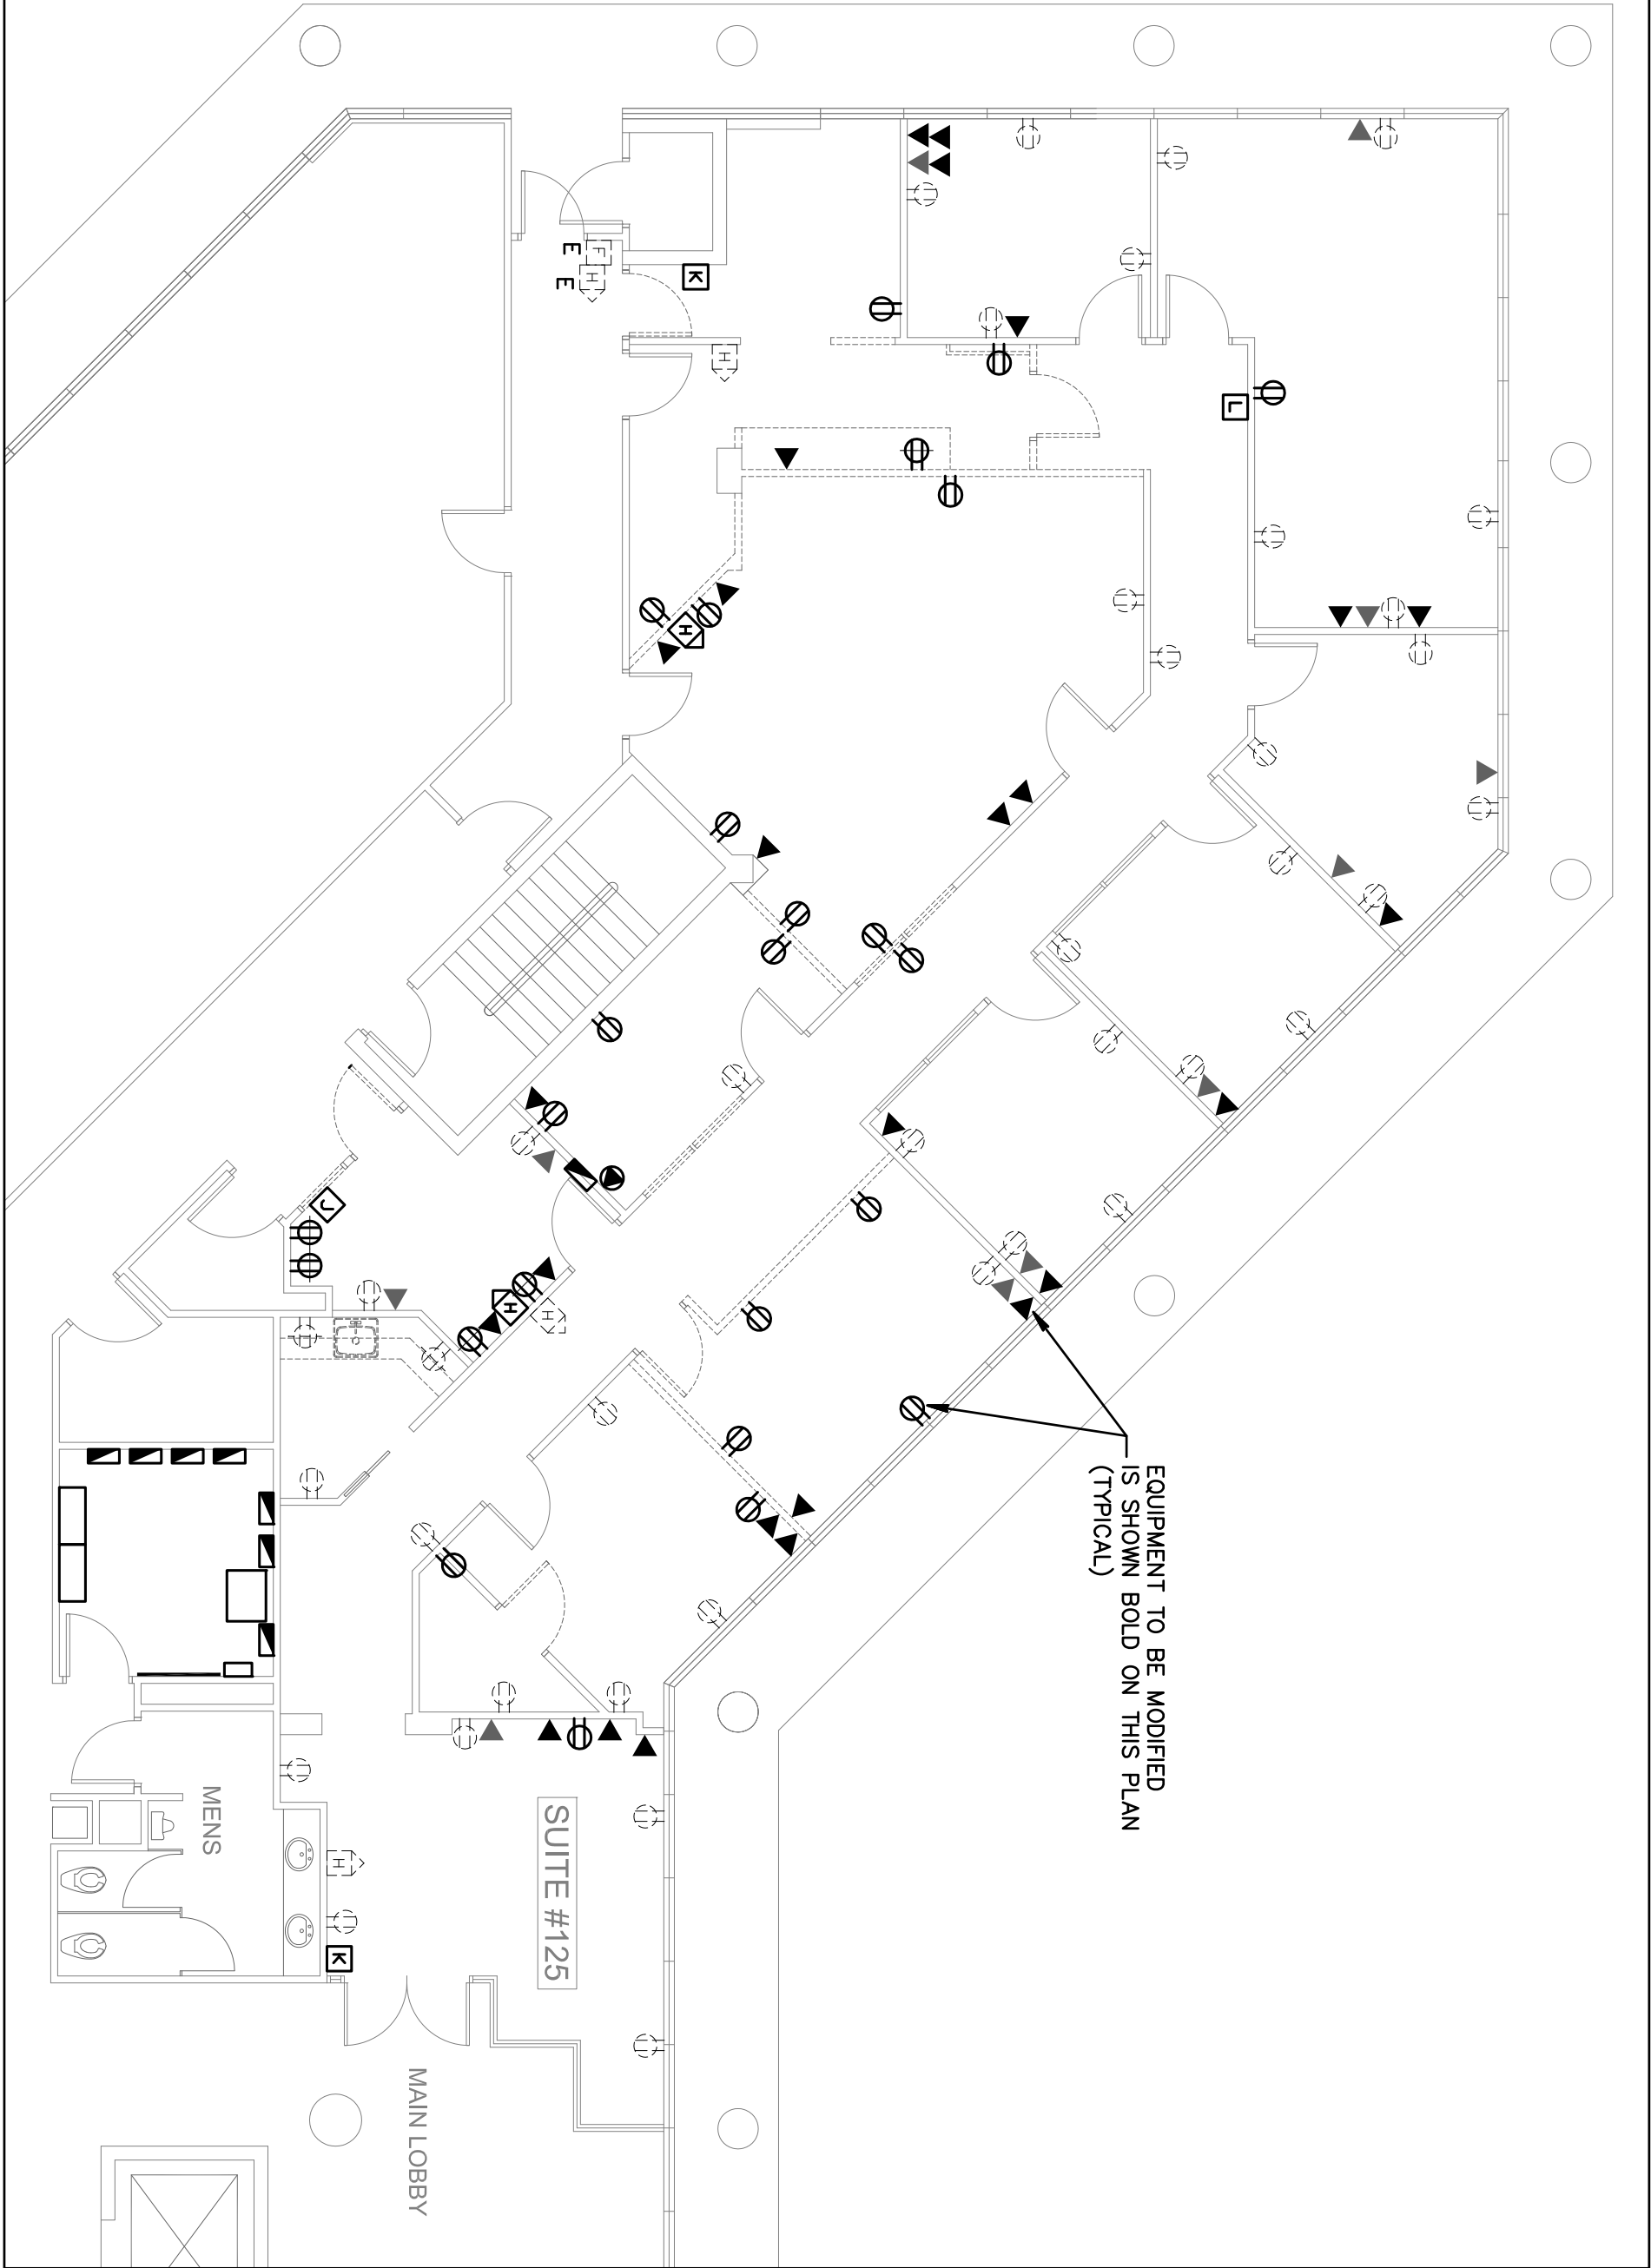 EQUIPMENT TO BE MODIFIED
IS SHOWN BOLD ON THIS PLAN
(TYPICAL)
L
K
H
F
H
E
E
H
H
J
H
H
SUITE #125
MENS
H
K
MAIN LOBBY